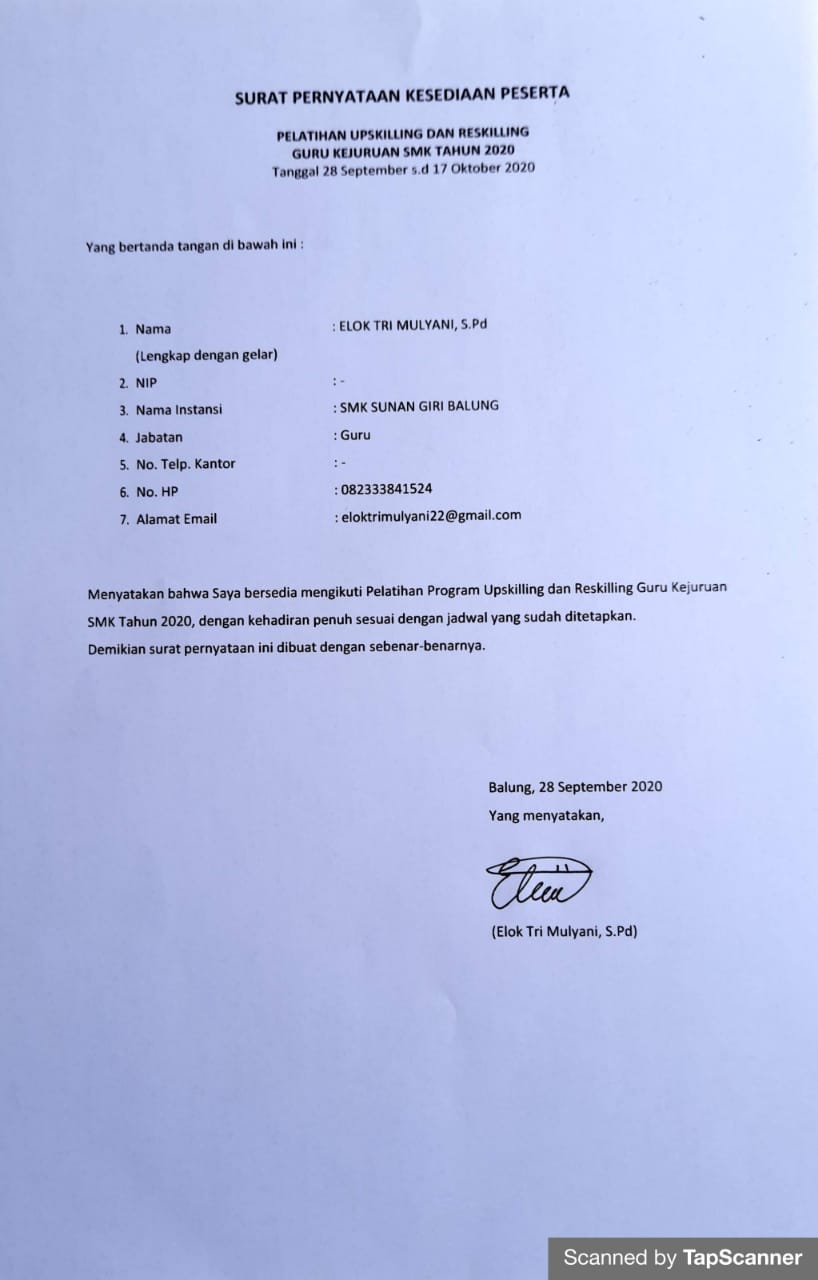 SURAT PERNYATAAN KESEDIAAN PESERTA
PELATIHAN UPSKILLING DAN RESKILLING
GURU KEJURUAN SMK TAHUN 2020
Tanggal 28 September s.d 17 Oktober 2020
Yang bertanda tangan di bawah ini :
1. Nama : ELOK TRI MULYANI, S.Pd
(Lengkap dengan gelar)
2. NIP : -
3. Nama Instansi : SMK SUNAN GIRI BALUNG
4. Jabatan : Guru
5. No. Telp. Kantor : -
6. No. HP : 082333841524
7. Alamat Email : eloktrimulyani22@gmail.com
Menyatakan bahwa Saya bersedia mengikuti Pelatihan Program Upskilling dan Reskilling Guru Kejuruan
SMK Tahun 2020, dengan kehadiran penuh sesuai dengan jadwal yang sudah ditetapkan.
Demikian surat pernyataan ini dibuat dengan sebenar-benarnya.
Balung, 28 September 2020
Yang menyatakan,
(Elok Tri Mulyani, S.Pd)
Scanned by TapScanner